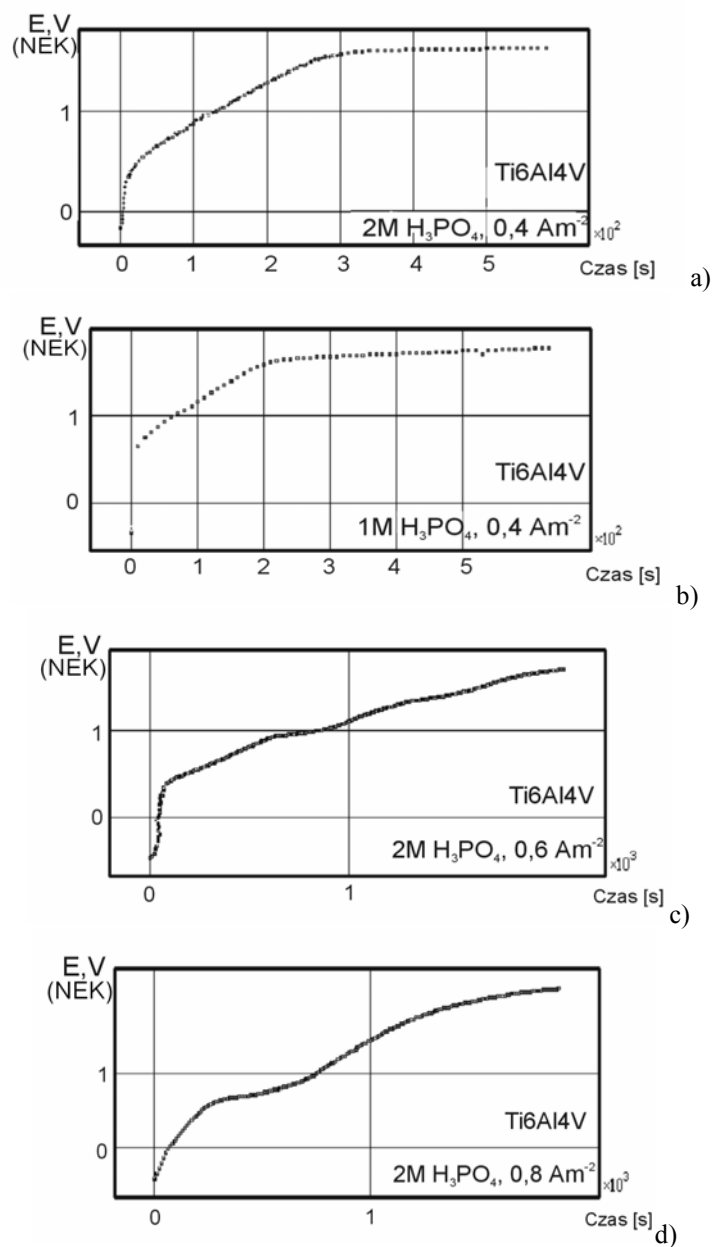 E,V
(NEK)
1
0
Ti6Al4V
2M H₃PO₄, 0,4 Am⁻²
×10²
0 1 2 3 4 5
Czas [s]
a)
E,V
(NEK)
1
0
Ti6Al4V
1M H₃PO₄, 0,4 Am⁻²
×10²
0 1 2 3 4 5
Czas [s]
b)
E,V
(NEK)
1
0
Ti6Al4V
2M H₃PO₄, 0,6 Am⁻²
×10³
0 1
Czas [s]
c)
E,V
(NEK)
1
0
Ti6Al4V
2M H₃PO₄, 0,8 Am⁻²
×10³
0 1
Czas [s]
d)